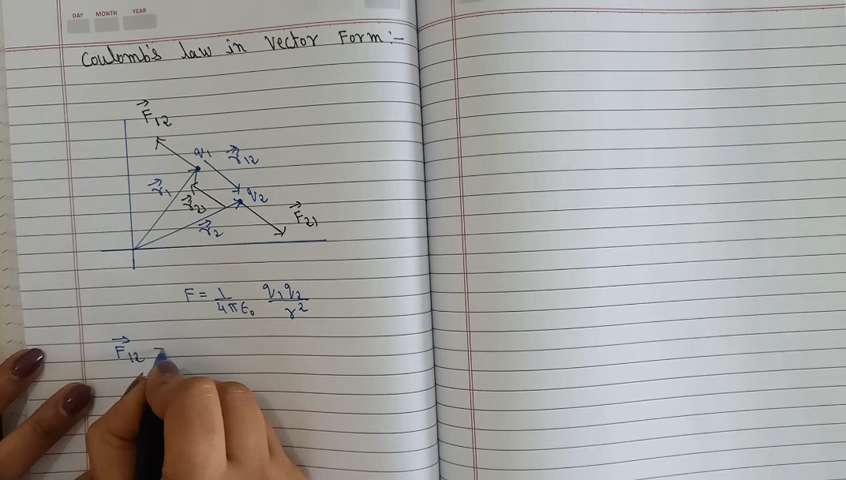 DAY MONTH YEAR
Coulomb's law in Vector Form:-
F⃗₁₂
q₁ r⃗₁₂
r⃗₁ q₂
r⃗₂₁ F⃗₂₁
r⃗₂
F = 1/4πϵ₀ q₁q₂/r²
F⃗₁₂ =